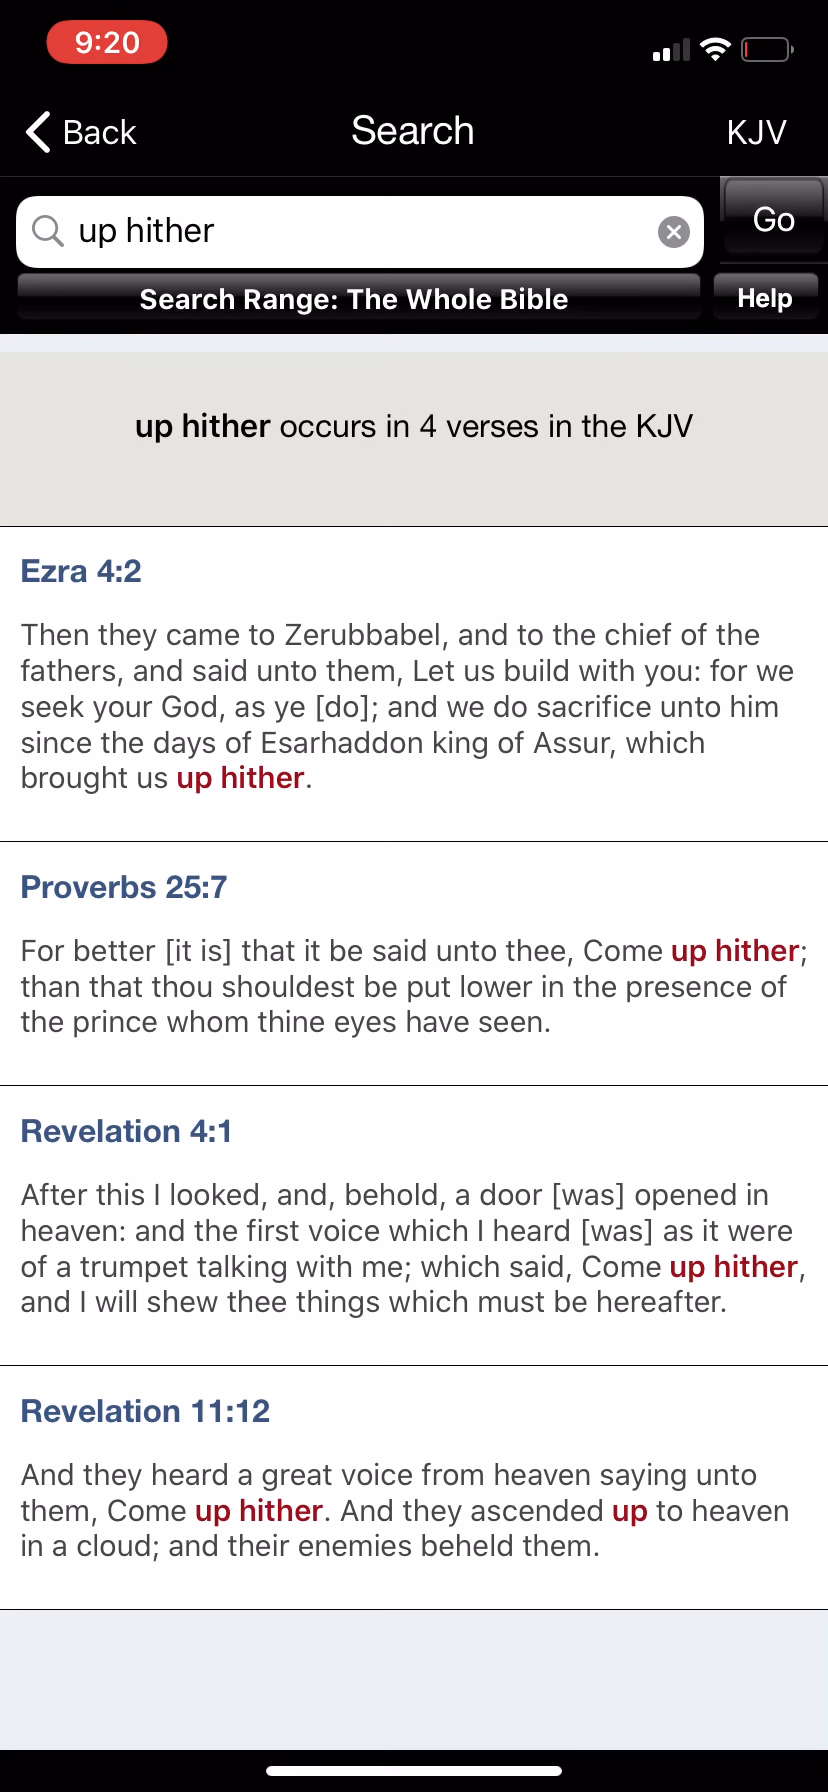 9:20
Back
Search
KJV
up hither
Go
Search Range: The Whole Bible
Help
up hither occurs in 4 verses in the KJV
Ezra 4:2
Then they came to Zerubbabel, and to the chief of the
fathers, and said unto them, Let us build with you: for we
seek your God, as ye [do]; and we do sacrifice unto him
since the days of Esarhaddon king of Assur, which
brought us up hither.
Proverbs 25:7
For better [it is] that it be said unto thee, Come up hither;
than that thou shouldest be put lower in the presence of
the prince whom thine eyes have seen.
Revelation 4:1
After this I looked, and, behold, a door [was] opened in
heaven: and the first voice which I heard [was] as it were
of a trumpet talking with me; which said, Come up hither,
and I will shew thee things which must be hereafter.
Revelation 11:12
And they heard a great voice from heaven saying unto
them, Come up hither. And they ascended up to heaven
in a cloud; and their enemies beheld them.